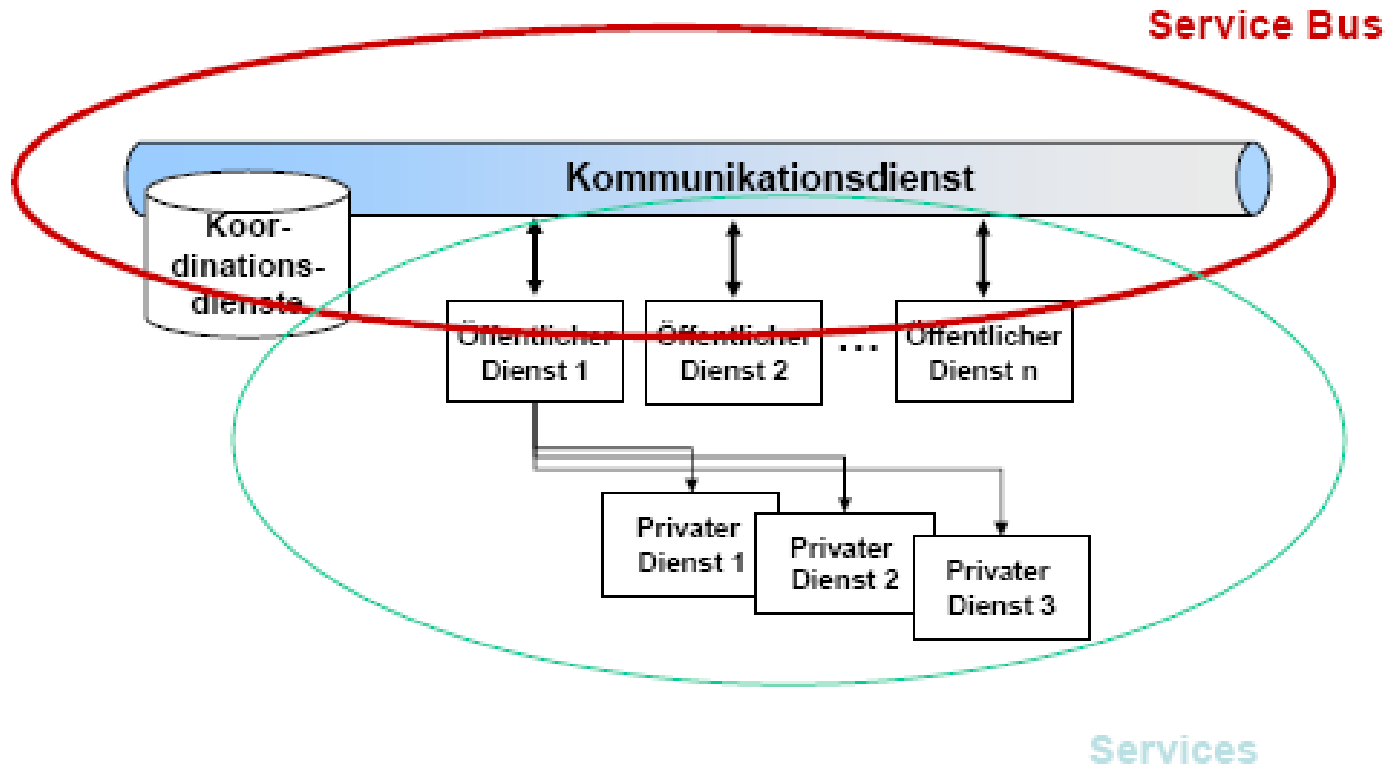 Service Bus
Kommunikationsdienst
Koor-
dinations-
dienste
Öffentlicher
Dienst 1
Öffentlicher
Dienst 2
...
Öffentlicher
Dienst n
Privater
Dienst 1
Privater
Dienst 2
Privater
Dienst 3
Services